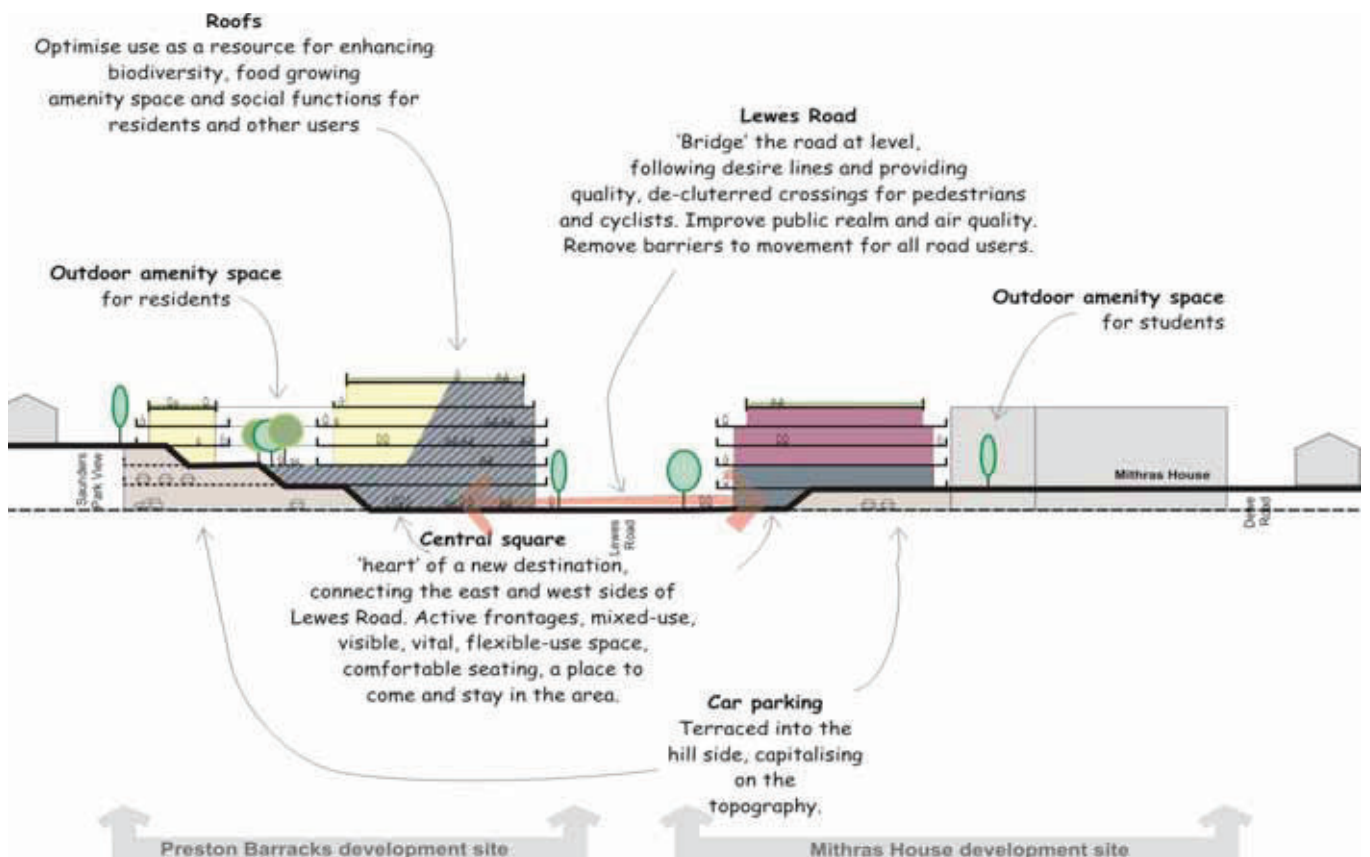 Roofs
Optimise use as a resource for enhancing
biodiversity, food growing
amenity space and social functions for
residents and other users
Lewes Road
'Bridge' the road at level,
following desire lines and providing
quality, de-cluterred crossings for pedestrians
and cyclists. Improve public realm and air quality.
Remove barriers to movement for all road users.
Outdoor amenity space
for residents
Outdoor amenity space
for students
Saunders
Park View
Mithras House
Lewes
Road
Road
Central square
'heart' of a new destination,
connecting the east and west sides of
Lewes Road. Active frontages, mixed-use,
visible, vital, flexible-use space,
comfortable seating, a place to
come and stay in the area.
Car parking
Terraced into the
hill side, capitalising
on the
topography.
Preston Barracks development site
Mithras House development site